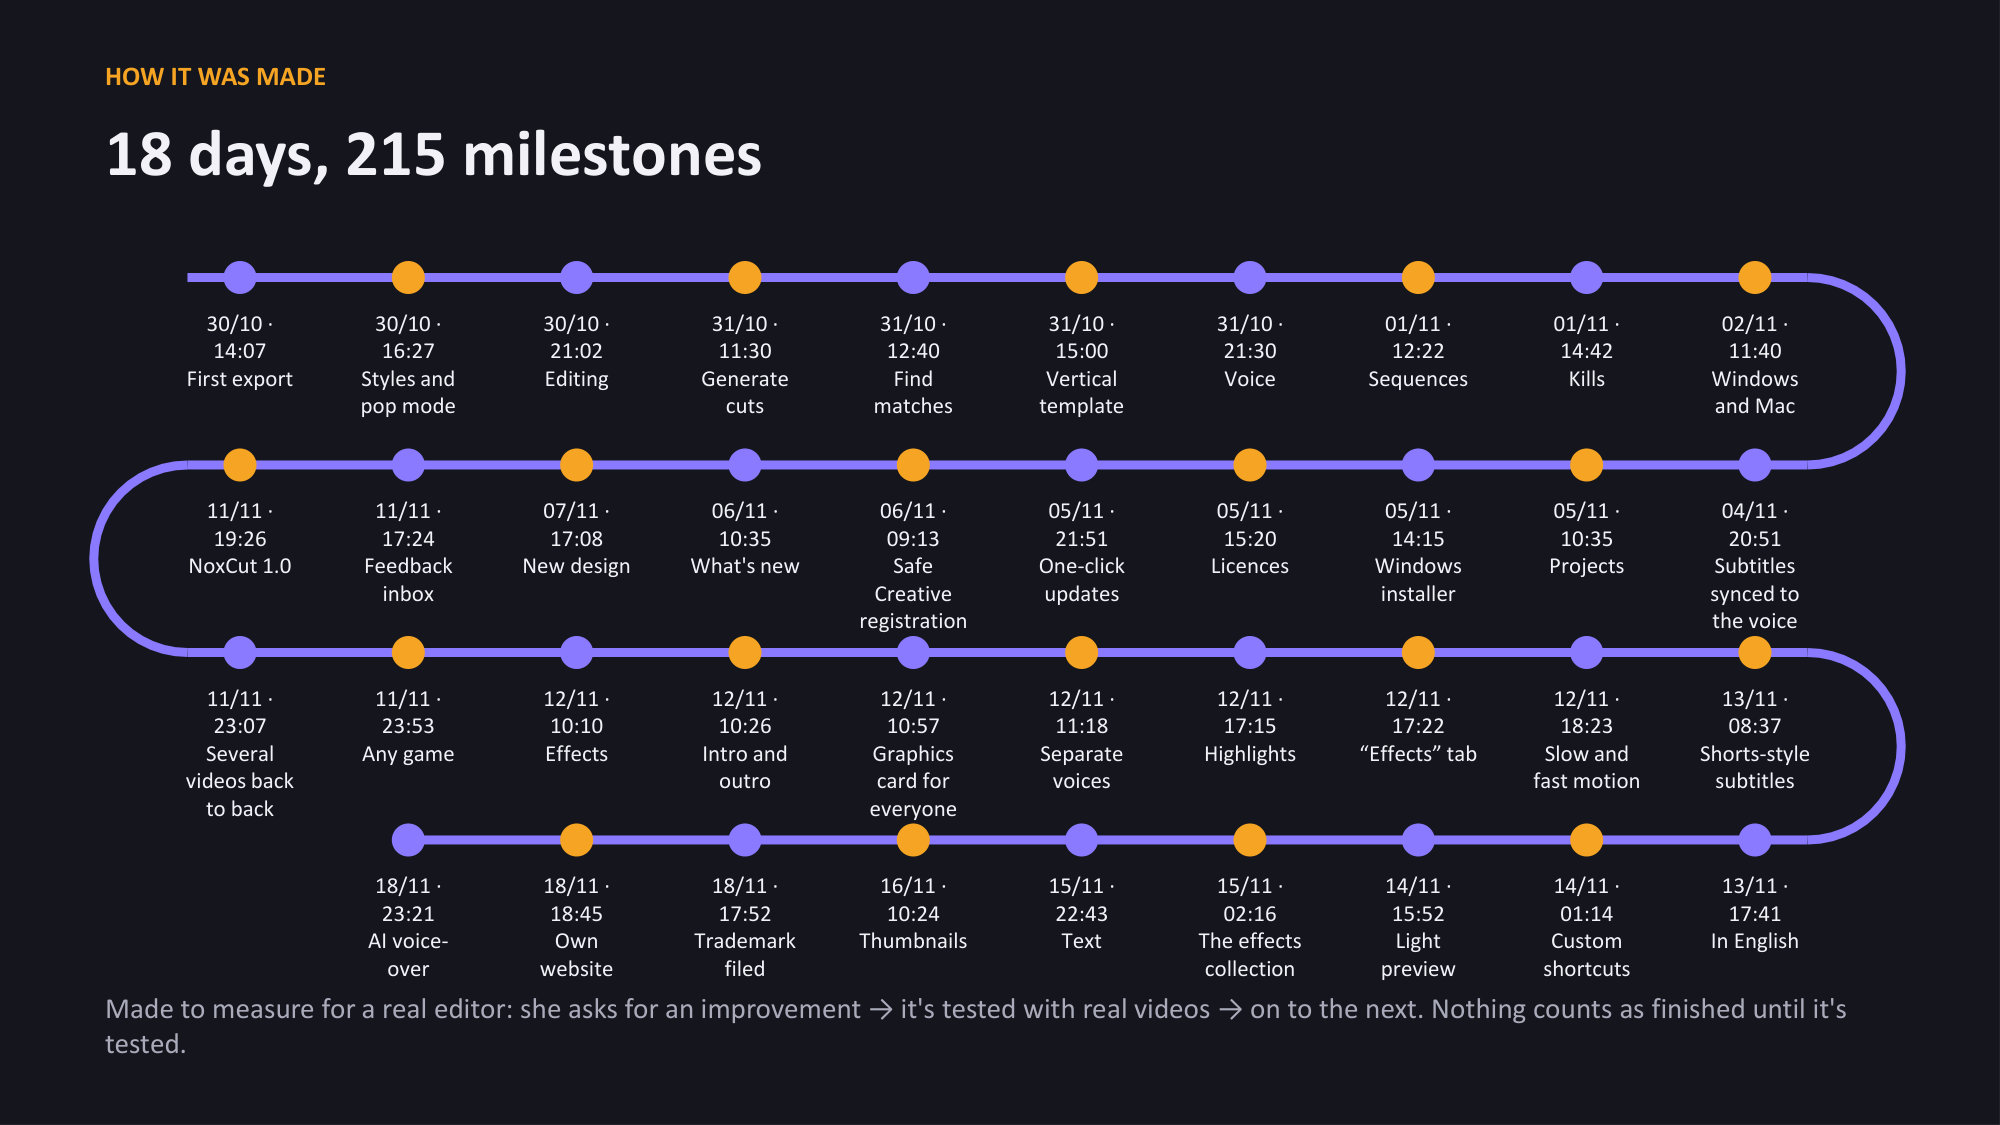 HOW IT WAS MADE
18 days, 215 milestones
30/10 ·
14:07
First export
30/10 ·
16:27
Styles and
pop mode
30/10 ·
21:02
Editing
31/10 ·
11:30
Generate
cuts
31/10 ·
12:40
Find
matches
31/10 ·
15:00
Vertical
template
31/10 ·
21:30
Voice
01/11 ·
12:22
Sequences
01/11 ·
14:42
Kills
02/11 ·
11:40
Windows
and Mac
11/11 ·
19:26
NoxCut 1.0
11/11 ·
17:24
Feedback
inbox
07/11 ·
17:08
New design
06/11 ·
10:35
What's new
06/11 ·
09:13
Safe
Creative
registration
05/11 ·
21:51
One-click
updates
05/11 ·
15:20
Licences
05/11 ·
14:15
Windows
installer
05/11 ·
10:35
Projects
04/11 ·
20:51
Subtitles
synced to
the voice
11/11 ·
23:07
Several
videos back
to back
11/11 ·
23:53
Any game
12/11 ·
10:10
Effects
12/11 ·
10:26
Intro and
outro
12/11 ·
10:57
Graphics
card for
everyone
12/11 ·
11:18
Separate
voices
12/11 ·
17:15
Highlights
12/11 ·
17:22
“Effects” tab
12/11 ·
18:23
Slow and
fast motion
13/11 ·
08:37
Shorts-style
subtitles
18/11 ·
23:21
AI voice-
over
18/11 ·
18:45
Own
website
18/11 ·
17:52
Trademark
filed
16/11 ·
10:24
Thumbnails
15/11 ·
22:43
Text
15/11 ·
02:16
The effects
collection
14/11 ·
15:52
Light
preview
14/11 ·
01:14
Custom
shortcuts
13/11 ·
17:41
In English
Made to measure for a real editor: she asks for an improvement → it's tested with real videos → on to the next. Nothing counts as finished until it's
tested.